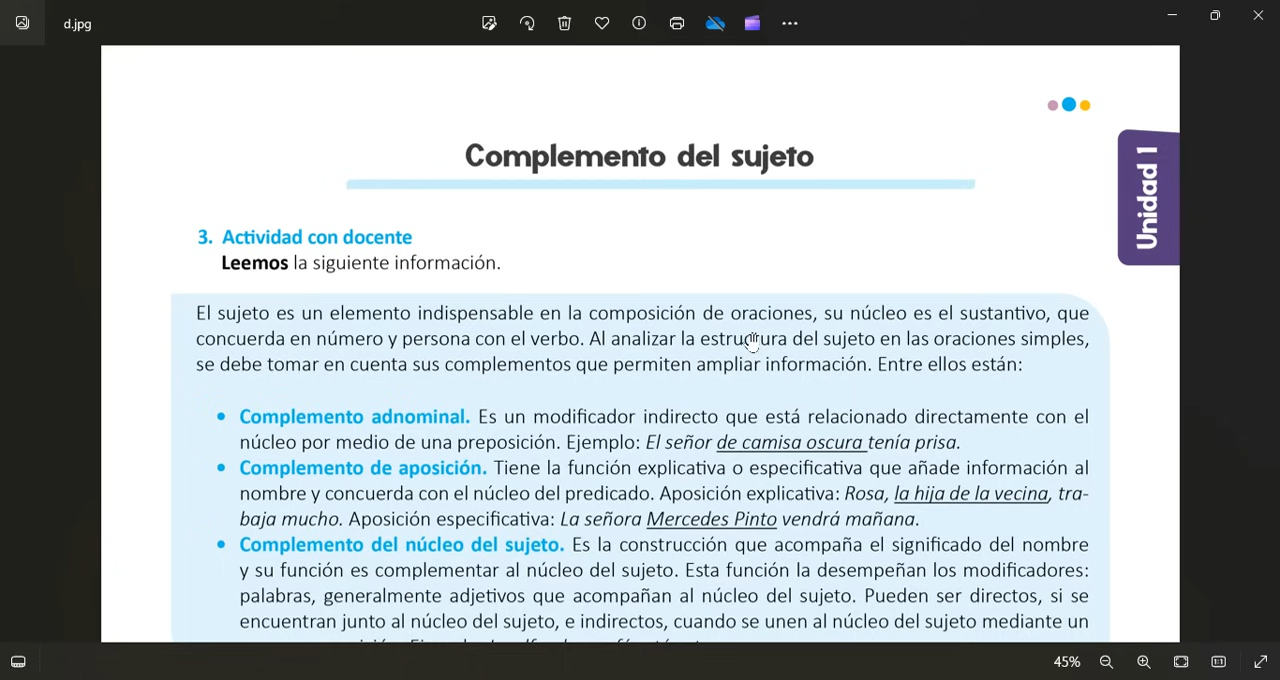 d.jpg
Complemento del sujeto
Unidad 1
3. Actividad con docente
Leemos la siguiente información.
El sujeto es un elemento indispensable en la composición de oraciones, su núcleo es el sustantivo, que
concuerda en número y persona con el verbo. Al analizar la estructura del sujeto en las oraciones simples,
se debe tomar en cuenta sus complementos que permiten ampliar información. Entre ellos están:
• Complemento adnominal. Es un modificador indirecto que está relacionado directamente con el
núcleo por medio de una preposición. Ejemplo: El señor de camisa oscura tenía prisa.
• Complemento de aposición. Tiene la función explicativa o especificativa que añade información al
nombre y concuerda con el núcleo del predicado. Aposición explicativa: Rosa, la hija de la vecina, tra-
baja mucho. Aposición especificativa: La señora Mercedes Pinto vendrá mañana.
• Complemento del núcleo del sujeto. Es la construcción que acompaña el significado del nombre
y su función es complementar al núcleo del sujeto. Esta función la desempeñan los modificadores:
palabras, generalmente adjetivos que acompañan al núcleo del sujeto. Pueden ser directos, si se
encuentran junto al núcleo del sujeto, e indirectos, cuando se unen al núcleo del sujeto mediante un
45%